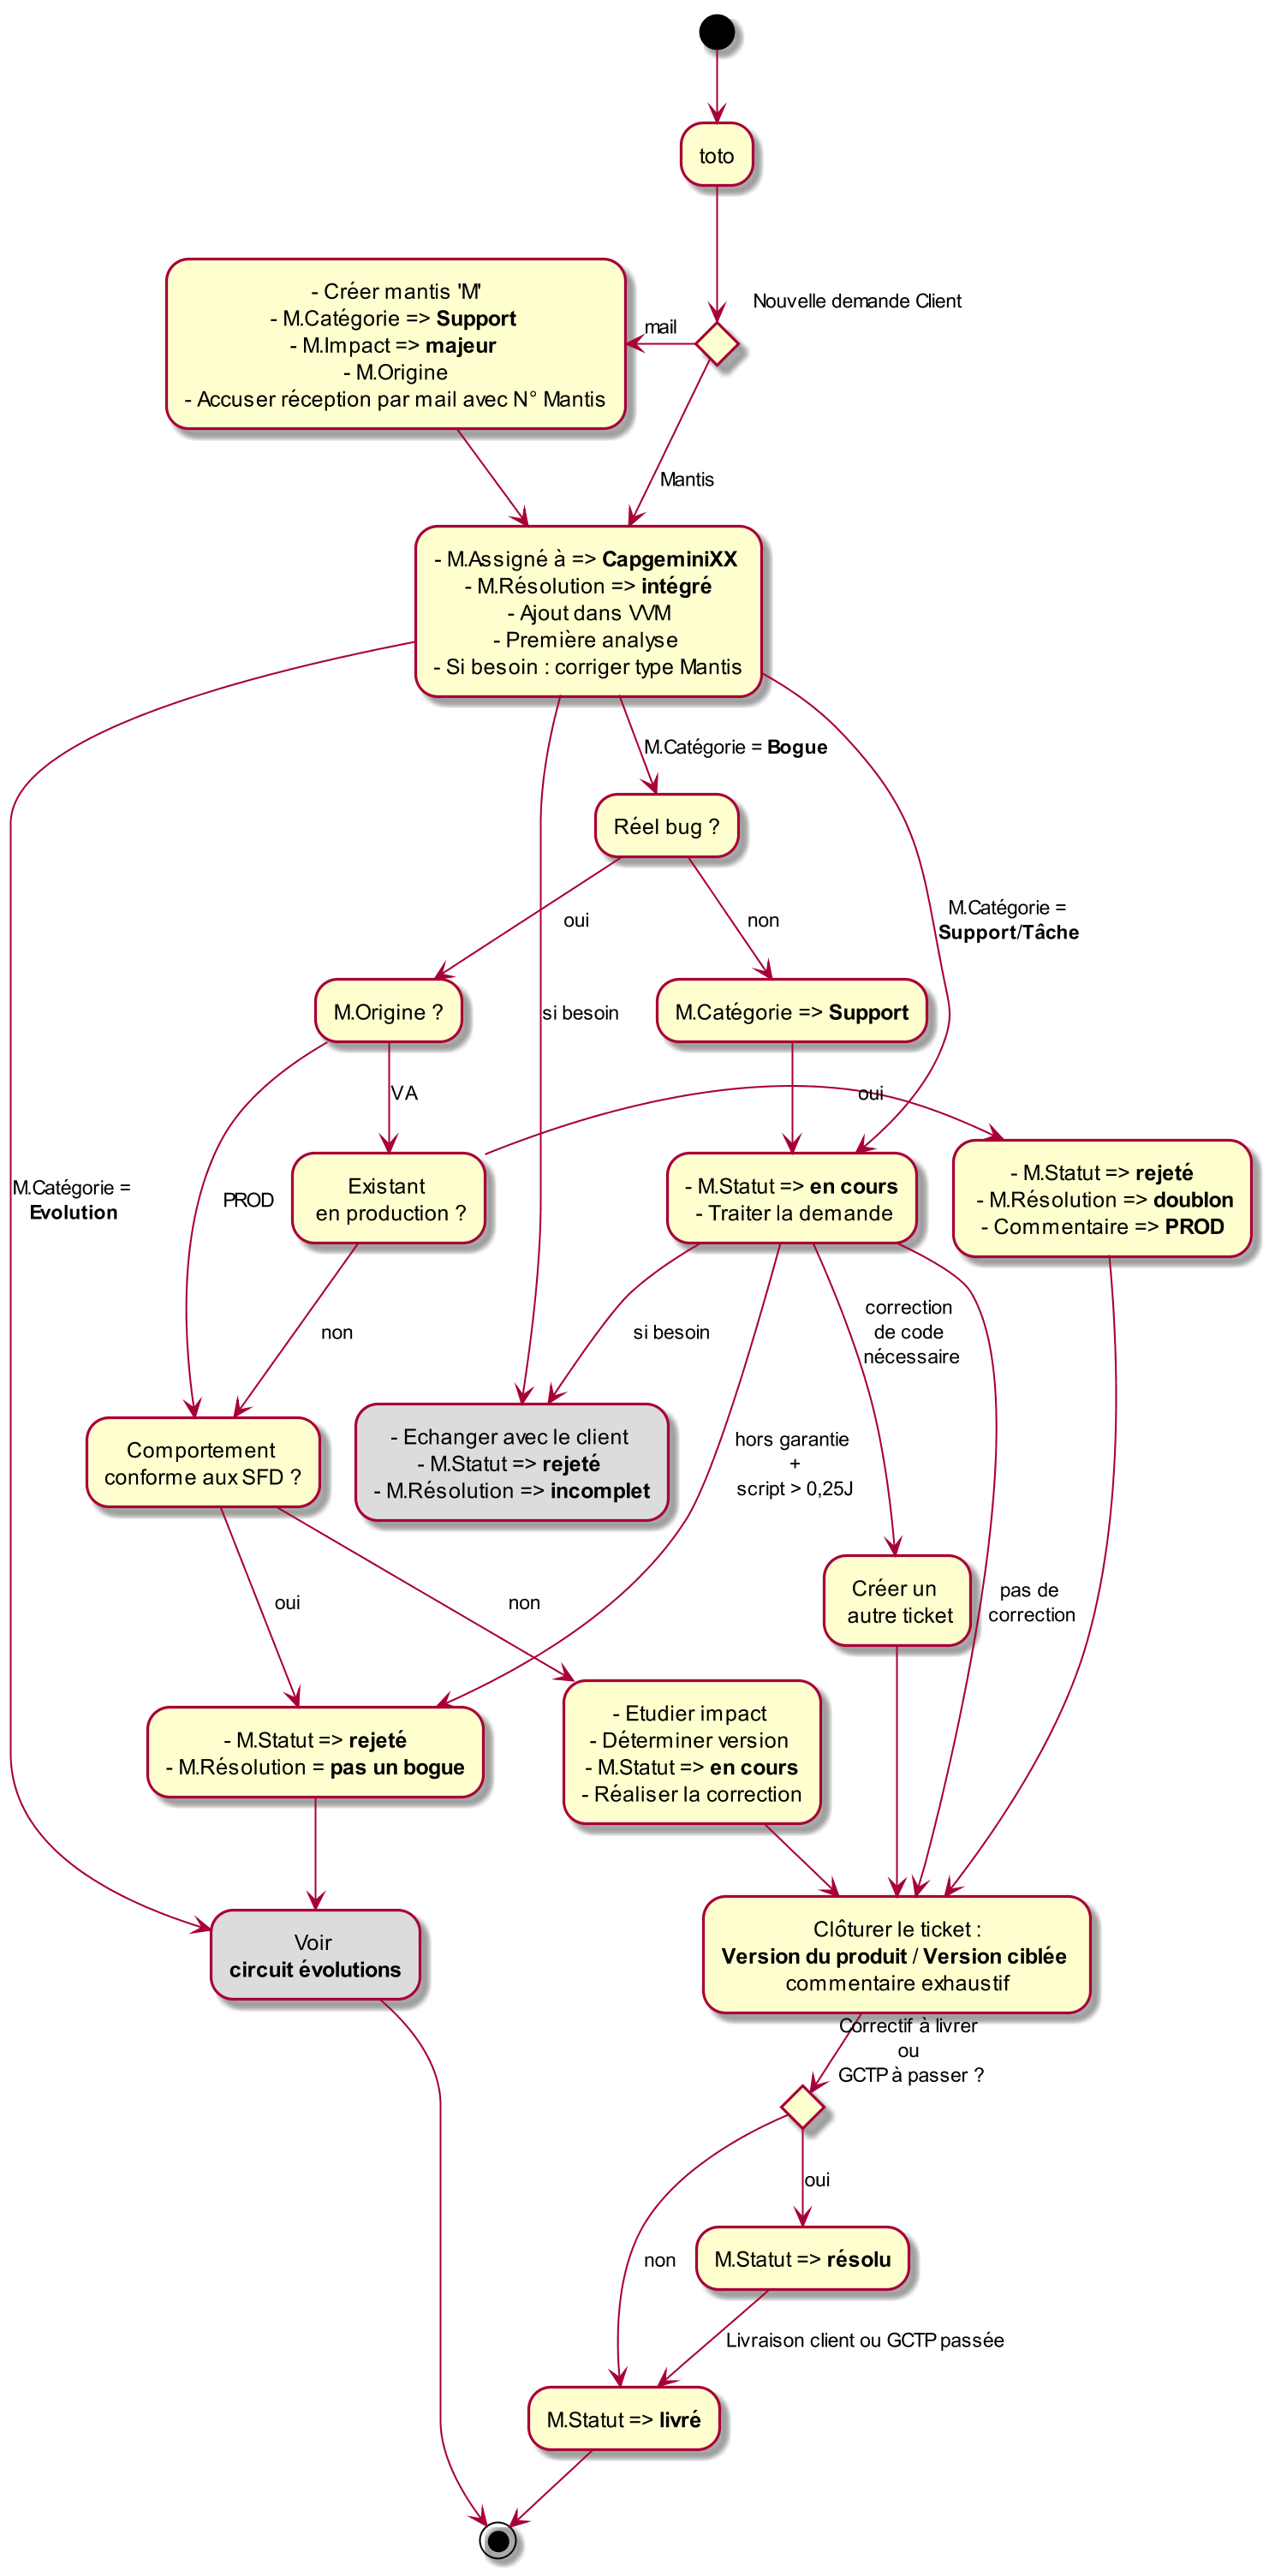 toto
Nouvelle demande Client
mail
- Créer mantis 'M'
- M.Catégorie => Support
- M.Impact => majeur
- M.Origine
- Accuser réception par mail avec N° Mantis
Mantis
- M.Assigné à => CapgeminiXX
- M.Résolution => intégré
- Ajout dans VVM
- Première analyse
- Si besoin : corriger type Mantis
M.Catégorie = Bogue
Réel bug ?
M.Catégorie =
Support/Tâche
oui
non
si besoin
M.Origine ?
M.Catégorie => Support
VA
oui
M.Catégorie =
Evolution
PROD
Existant
en production ?
- M.Statut => en cours
- Traiter la demande
- M.Statut => rejeté
- M.Résolution => doublon
- Commentaire => PROD
non
si besoin
correction
de code
nécessaire
Comportement
conforme aux SFD ?
- Echanger avec le client
- M.Statut => rejeté
- M.Résolution => incomplet
hors garantie
+
script > 0,25J
oui
non
Créer un
autre ticket
pas de
correction
- M.Statut => rejeté
- M.Résolution = pas un bogue
- Etudier impact
- Déterminer version
- M.Statut => en cours
- Réaliser la correction
Voir
circuit évolutions
Clôturer le ticket :
Version du produit / Version ciblée
commentaire exhaustif
Correctif à livrer
ou
GCTP à passer ?
oui
non
M.Statut => résolu
Livraison client ou GCTP passée
M.Statut => livré